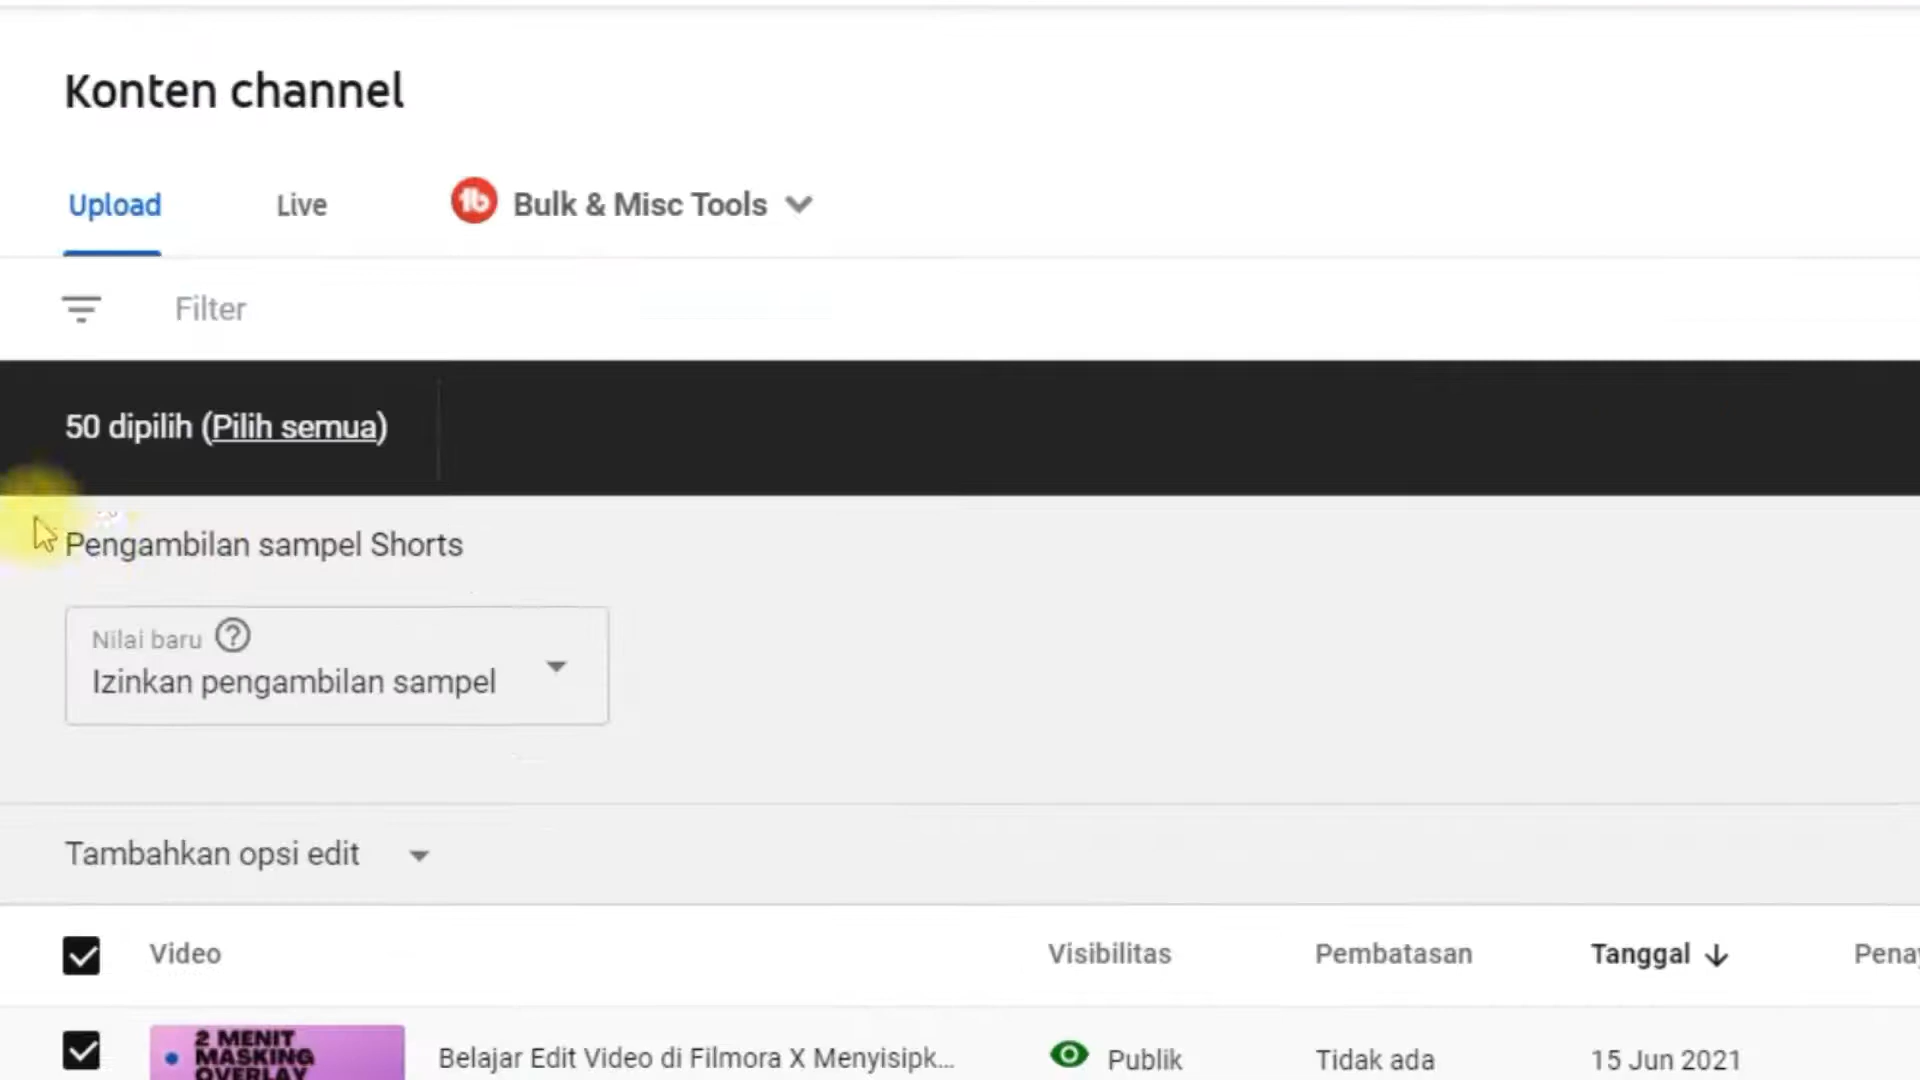 Konten channel
Upload
Live
Bulk & Misc Tools
Filter
50 dipilih (Pilih semua)
Pengambilan sampel Shorts
Nilai baru
Izinkan pengambilan sampel
Tambahkan opsi edit
Video
Visibilitas
Pembatasan
Tanggal
2 MENIT
MASKING
OVERLAY
Belajar Edit Video di Filmora X Menyisipk...
Publik
Tidak ada
15 Jun 2021